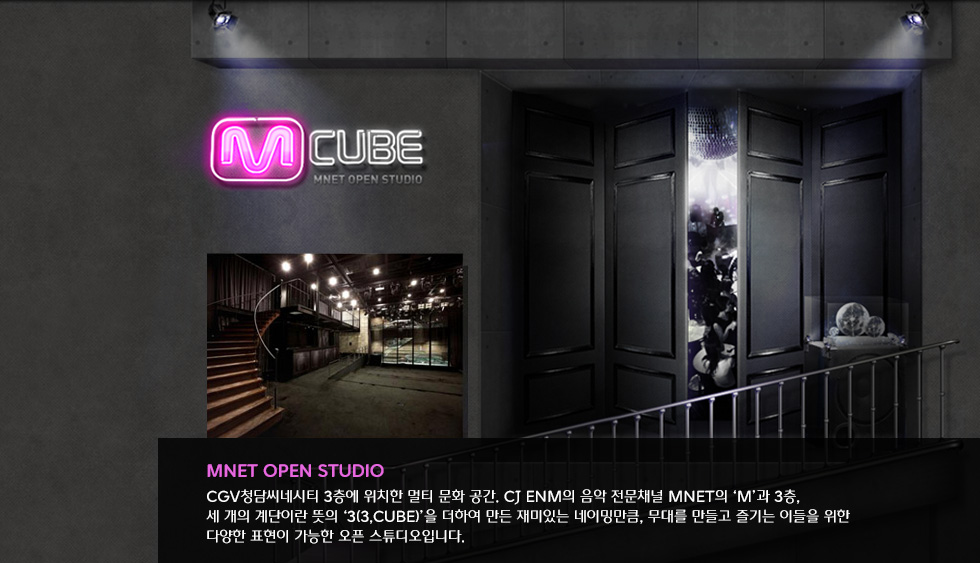 M CUBE
MNET OPEN STUDIO
MNET OPEN STUDIO
CGV청담씨네시티 3층에 위치한 멀티 문화 공간. CJ ENM의 음악 전문채널 MNET의 ‘M’과 3층,
세 개의 계단이란 뜻의 ‘3(3,CUBE)’을 더하여 만든 재미있는 네이밍만큼, 무대를 만들고 즐기는 이들을 위한
다양한 표현이 가능한 오픈 스튜디오입니다.